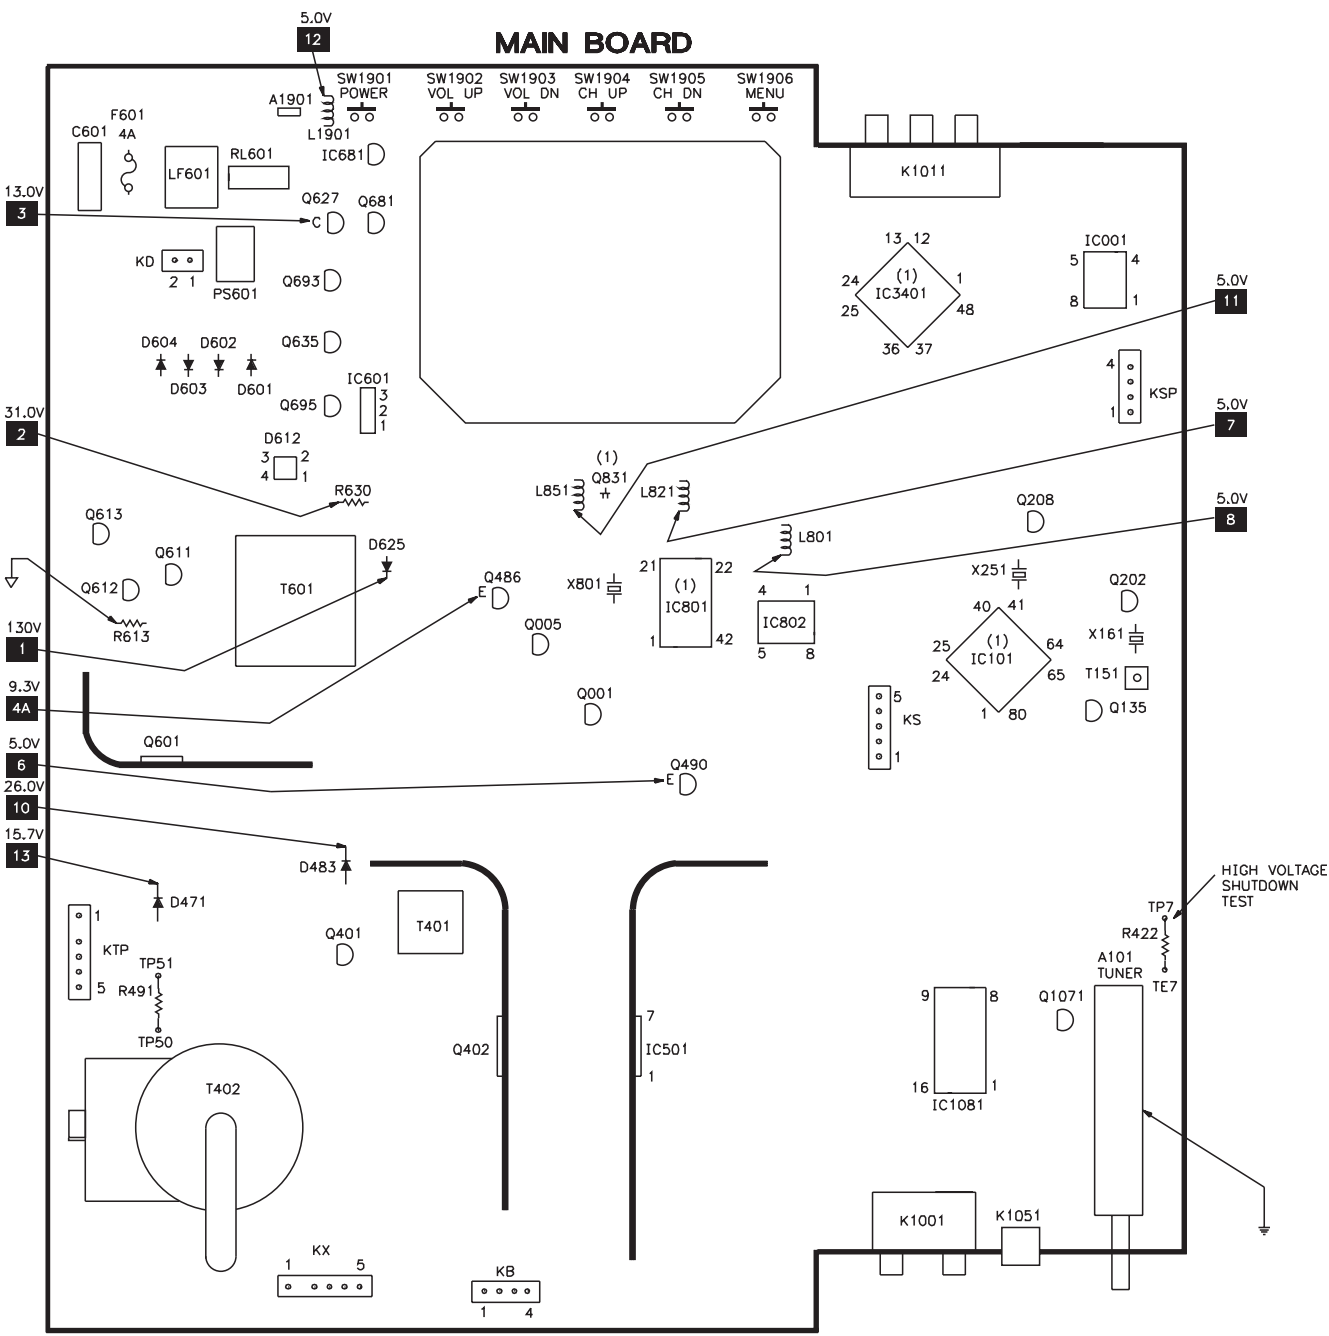 5.0V
12
MAIN BOARD
SW1901
POWER
SW1902
VOL UP
SW1903
VOL DN
SW1904
CH UP
SW1905
CH DN
SW1906
MENU
A1901
L1901
F601
4A
C601
LF601
RL601
IC681
K1011
13.0V
3
Q627
C
Q681
KD
2 1
PS601
Q693
13 12
24
(1)
IC3401
1
25
48
36 37
IC001
5
4
8
1
5.0V
11
D604
D602
D603
D601
Q635
IC601
3
2
1
Q695
4
KSP
1
31.0V
2
D612
3
2
4
1
R630
(1)
Q831
L851
L821
5.0V
7
Q613
Q611
Q612
R613
T601
D625
L801
Q208
5.0V
8
X801
21
22
(1)
IC801
1
42
4
1
IC802
5
8
X251
Q202
X161
T151
Q135
40 41
25
(1)
IC101
64
24
65
1 80
E
Q486
Q005
Q001
130V
1
9.3V
4A
5.0V
6
Q601
E
Q490
5
KS
1
26.0V
10
15.7V
13
D483
D471
1
KTP
5
TP51
R491
TP50
Q401
T401
HIGH VOLTAGE
SHUTDOWN
TEST
TP7
R422
TE7
A101
TUNER
Q1071
9
8
16
1
IC1081
Q402
7
IC501
1
T402
K1001
K1051
KX
1
5
KB
1
4